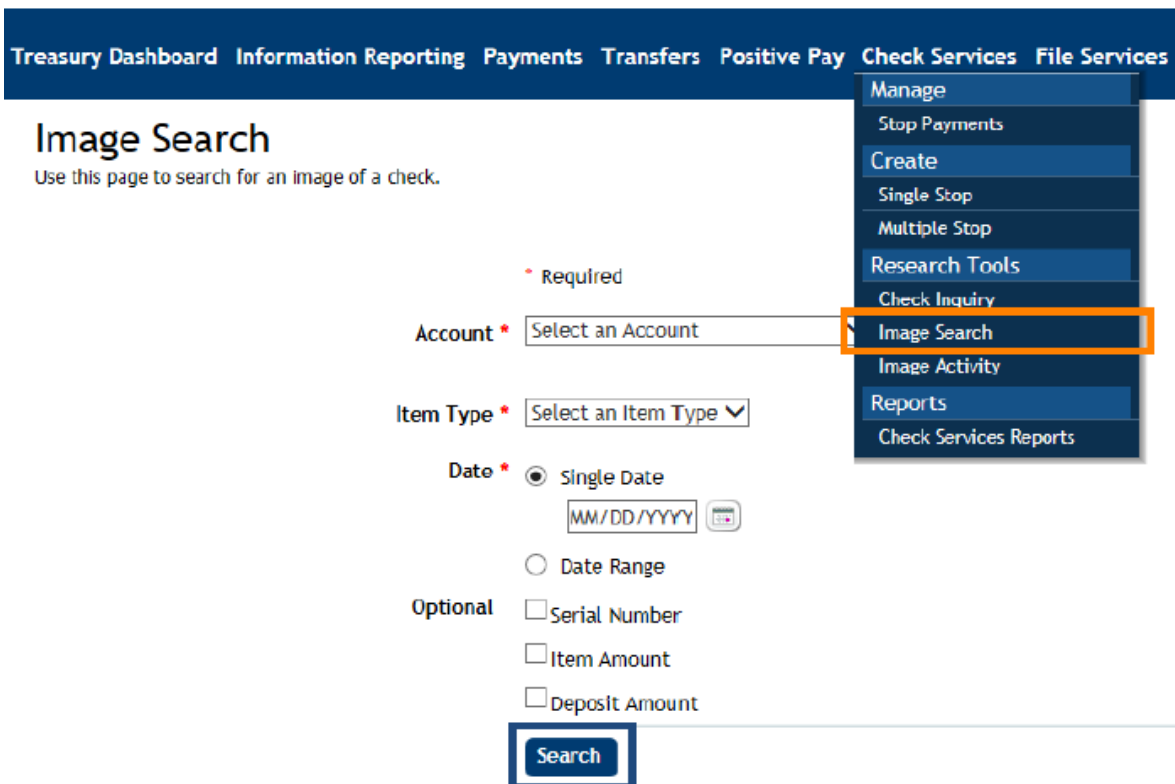 Treasury Dashboard Information Reporting Payments Transfers Positive Pay Check Services File Services
Manage
Stop Payments
Create
Single Stop
Multiple Stop
Research Tools
Check Inquiry
Image Search
Image Activity
Reports
Check Services Reports
Image Search
Use this page to search for an image of a check.
* Required
Account * Select an Account
Item Type * Select an Item Type
Date * Single Date
MM/DD/YYYY
Date Range
Optional Serial Number
Item Amount
Deposit Amount
Search